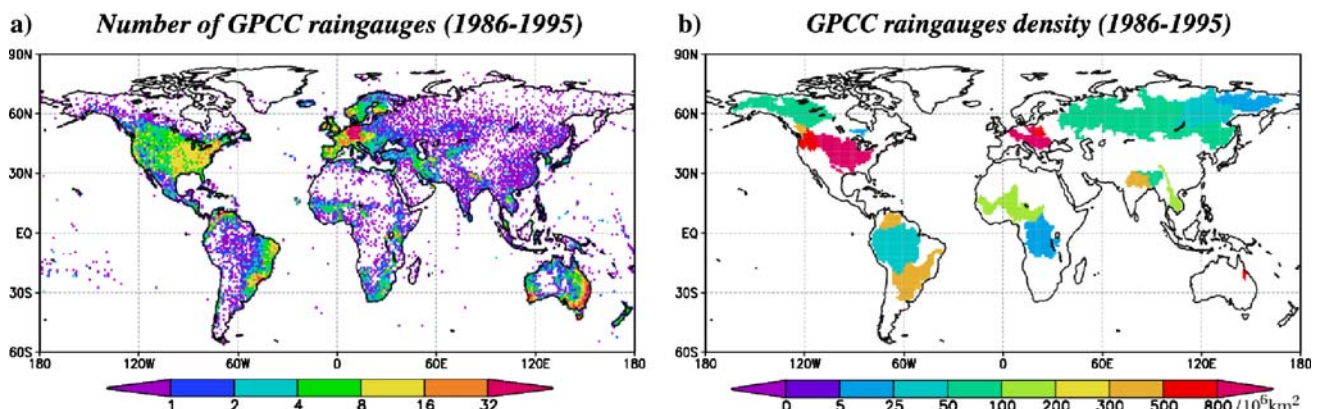 a) Number of GPCC raingauges (1986-1995)
90N
60N
30N
EQ
30S
60S
180 120W 60W 0 60E 120E 180
1 2 4 8 16 32
b) GPCC raingauges density (1986-1995)
90N
60N
30N
EQ
30S
60S
180 120W 60W 0 60E 120E 180
0 5 25 50 100 200 300 500 800 /10⁶km²